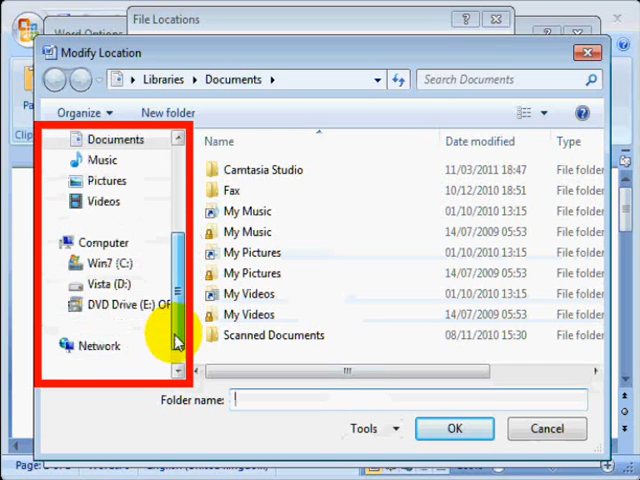 File Locations
Word Options
Modify Location
Libraries Documents
Search Documents
Organize New folder
Pa
Clip
Name Date modified Type
Documents
Music
Pictures
Videos
Computer
Win7 (C:)
Vista (D:)
DVD Drive (E:) OF
Network
Camtasia Studio 11/03/2011 18:47 File folder
Fax 10/12/2010 18:51 File folder
My Music 01/10/2010 13:15 File folder
My Music 14/07/2009 05:53 File folder
My Pictures 01/10/2010 13:15 File folder
My Pictures 14/07/2009 05:53 File folder
My Videos 01/10/2010 13:15 File folder
My Videos 14/07/2009 05:53 File folder
Scanned Documents 08/11/2010 15:30 File folder
Folder name:
Tools OK Cancel